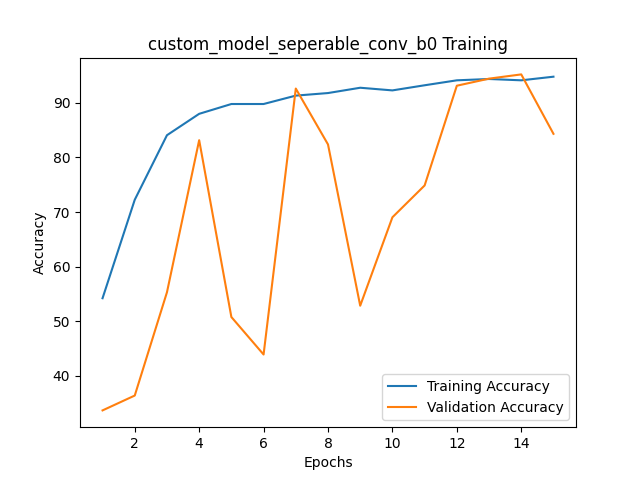 custom_model_seperable_conv_b0 Training
Accuracy
90
80
70
60
50
40
2 4 6 8 10 12 14
Epochs
Training Accuracy
Validation Accuracy